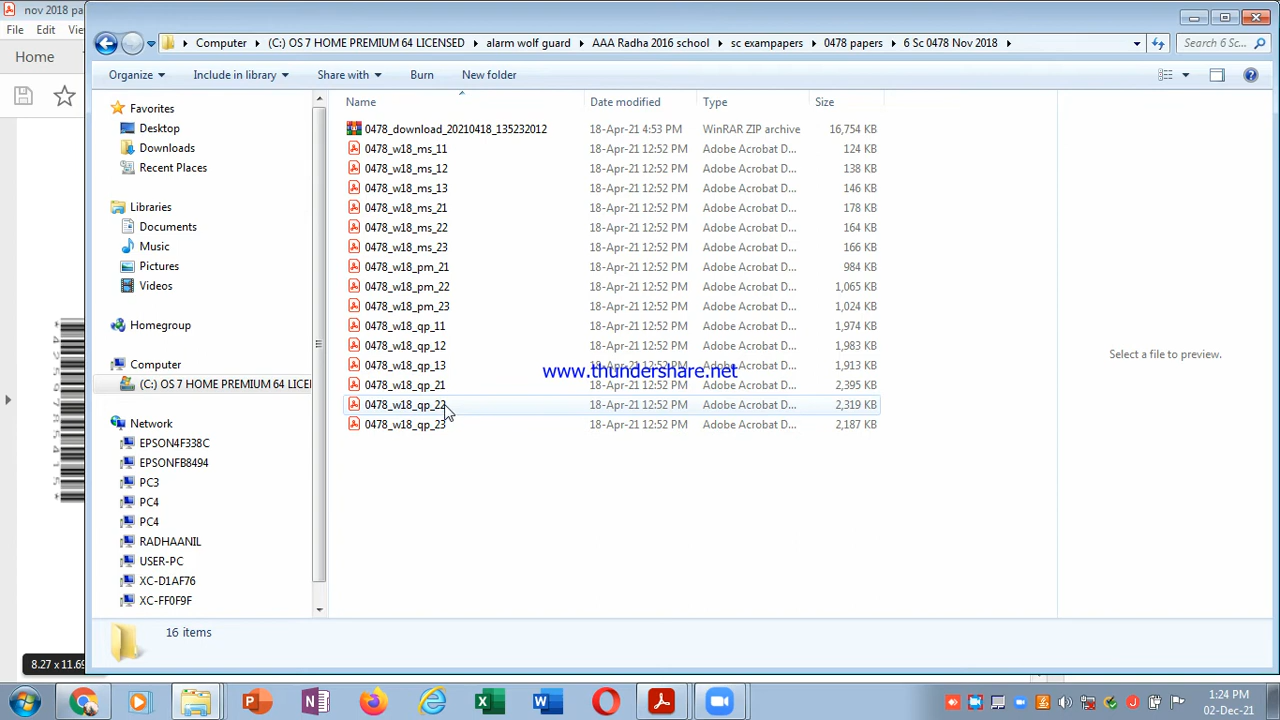 nov 2018 pa
File Edit
Home
Computer (C:) OS 7 HOME PREMIUM 64 LICENSED alarm wolf guard AAA Radha 2016 school sc exampapers 0478 papers 6 Sc 0478 Nov 2018
Search 6 Sc...
Organize Include in library Share with Burn New folder
Name Date modified Type Size
Favorites
Desktop
Downloads
Recent Places
Libraries
Documents
Music
Pictures
Videos
Homegroup
Computer
(C:) OS 7 HOME PREMIUM 64 LICE
Network
EPSON4F338C
EPSONFB8494
PC3
PC4
PC4
RADHAANIL
USER-PC
XC-D1AF76
XC-FF0F9F
0478_download_20210418_135232012 18-Apr-21 4:53 PM WinRAR ZIP archive 16,754 KB
0478_w18_ms_11 18-Apr-21 12:52 PM Adobe Acrobat D... 124 KB
0478_w18_ms_12 18-Apr-21 12:52 PM Adobe Acrobat D... 138 KB
0478_w18_ms_13 18-Apr-21 12:52 PM Adobe Acrobat D... 146 KB
0478_w18_ms_21 18-Apr-21 12:52 PM Adobe Acrobat D... 178 KB
0478_w18_ms_22 18-Apr-21 12:52 PM Adobe Acrobat D... 164 KB
0478_w18_ms_23 18-Apr-21 12:52 PM Adobe Acrobat D... 166 KB
0478_w18_pm_21 18-Apr-21 12:52 PM Adobe Acrobat D... 984 KB
0478_w18_pm_22 18-Apr-21 12:52 PM Adobe Acrobat D... 1,065 KB
0478_w18_pm_23 18-Apr-21 12:52 PM Adobe Acrobat D... 1,024 KB
0478_w18_qp_11 18-Apr-21 12:52 PM Adobe Acrobat D... 1,974 KB
0478_w18_qp_12 18-Apr-21 12:52 PM Adobe Acrobat D... 1,983 KB
0478_w18_qp_13 18-Apr-21 12:52 PM Adobe Acrobat D... 1,913 KB
www.thundershare.net
0478_w18_qp_21 18-Apr-21 12:52 PM Adobe Acrobat D... 2,395 KB
0478_w18_qp_22 18-Apr-21 12:52 PM Adobe Acrobat D... 2,319 KB
0478_w18_qp_23 18-Apr-21 12:52 PM Adobe Acrobat D... 2,187 KB
Select a file to preview.
16 items
8.27 x 11.69
1:24 PM
02-Dec-21